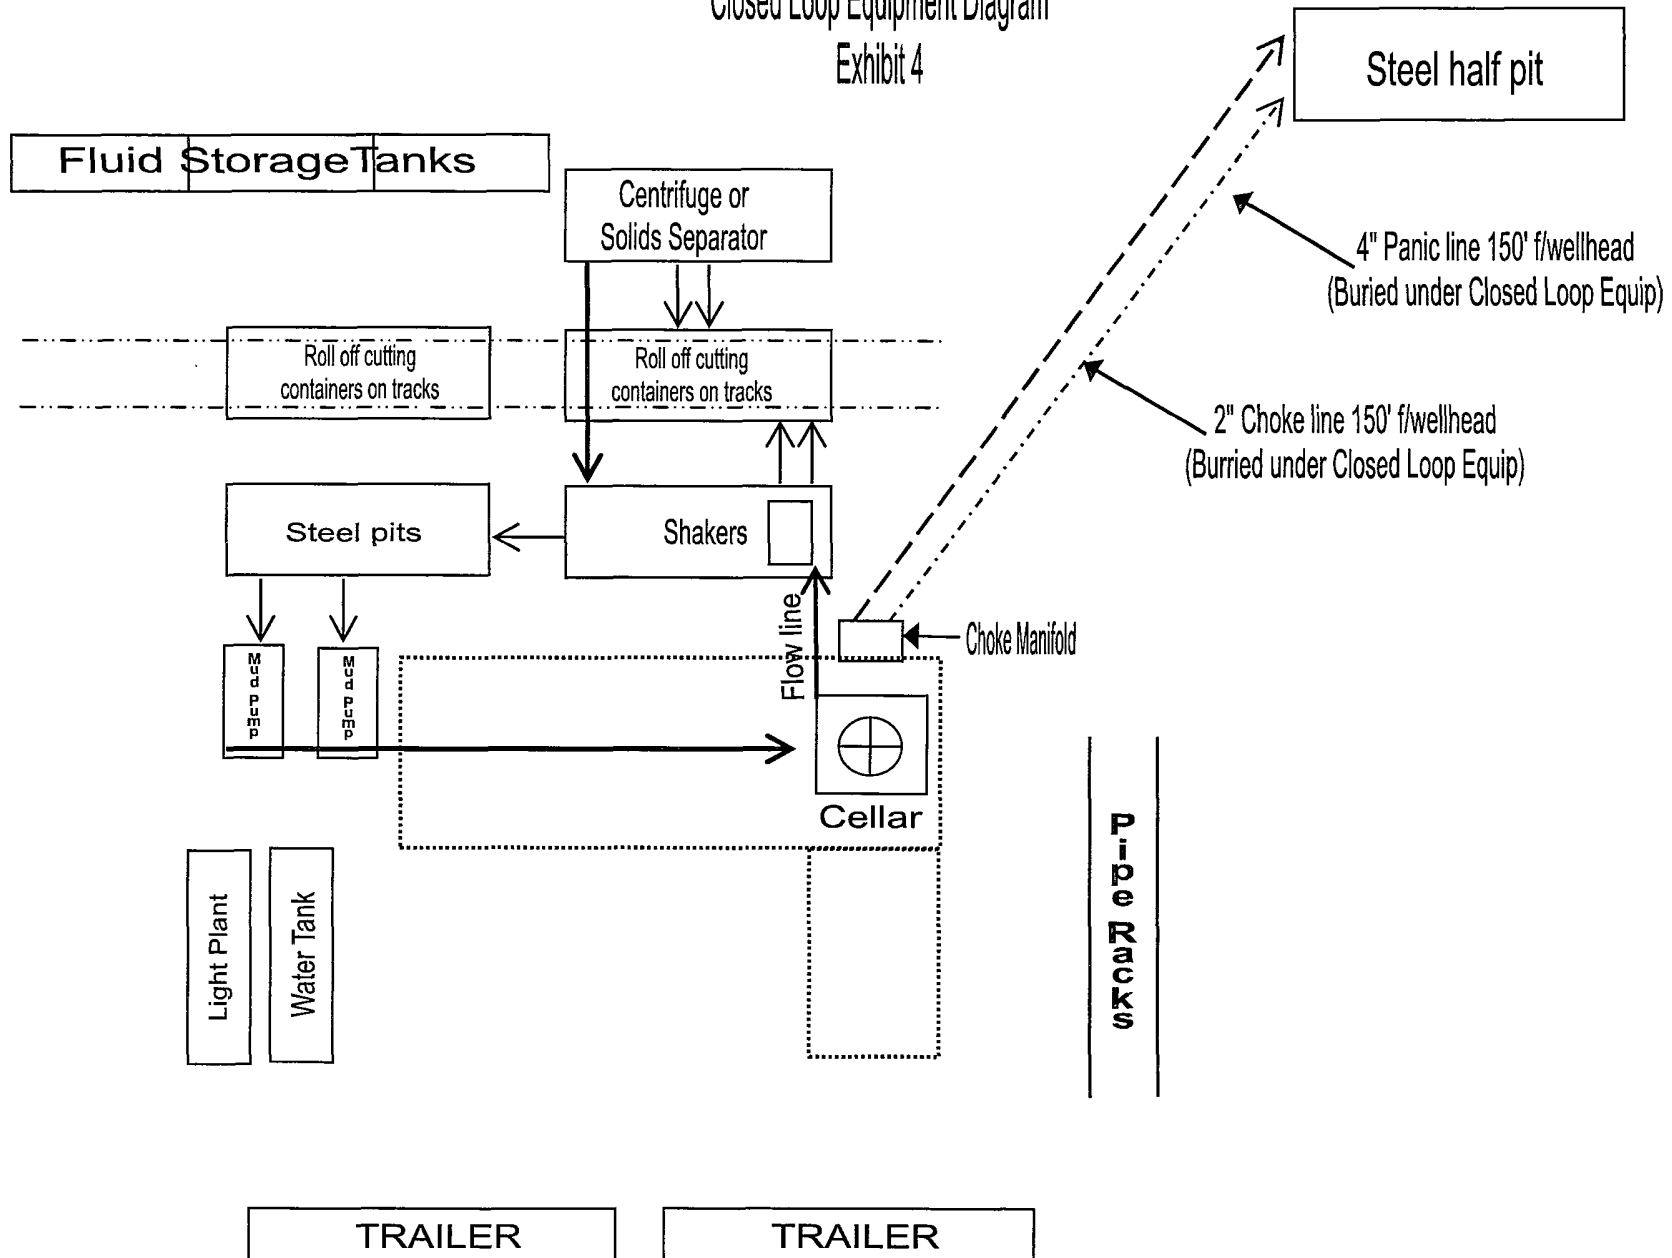 Closed Loop Equipment Diagram
Exhibit 4
Steel half pit
Fluid Storage Tanks
Centrifuge or
Solids Separator
4" Panic line 150' f/wellhead
(Buried under Closed Loop Equip)
Roll off cutting
containers on tracks
Roll off cutting
containers on tracks
2" Choke line 150' f/wellhead
(Burried under Closed Loop Equip)
Steel pits
Shakers
Flow line
Choke Manifold
Mud Pump
Mud Pump
Cellar
Pipe Racks
Light Plant
Water Tank
TRAILER
TRAILER